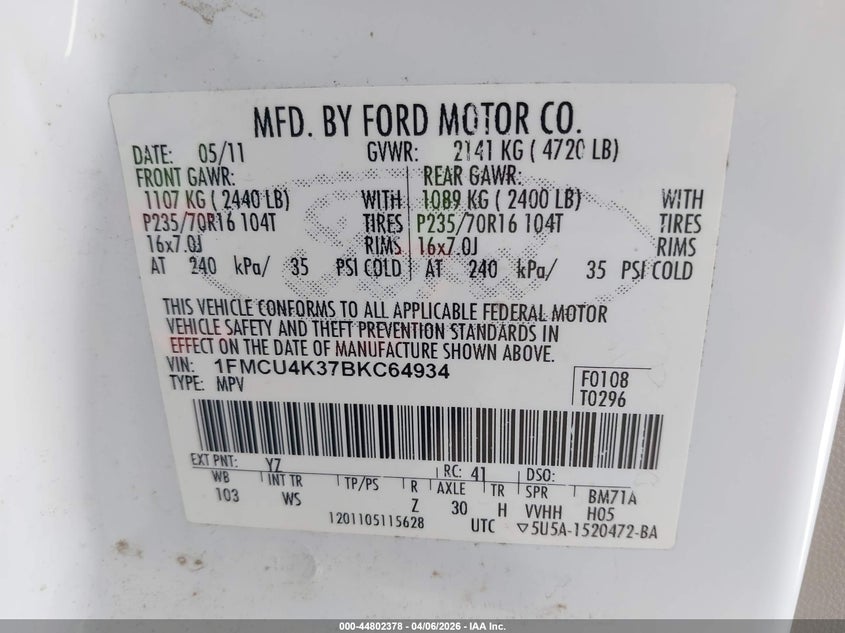 MFD. BY FORD MOTOR CO.
DATE: 05/11 GVWR: 2141 KG ( 4720 LB)
FRONT GAWR: REAR GAWR:
1107 KG ( 2440 LB) WITH 1089 KG ( 2400 LB) WITH
P235/70R16 104T TIRES P235/70R16 104T TIRES
16x7.0J RIMS 16x7.0J RIMS
AT 240 kPa/ 35 PSI COLD AT 240 kPa/ 35 PSI COLD
THIS VEHICLE CONFORMS TO ALL APPLICABLE FEDERAL MOTOR
VEHICLE SAFETY AND THEFT PREVENTION STANDARDS IN
EFFECT ON THE DATE OF MANUFACTURE SHOWN ABOVE.
VIN: 1FMCU4K37BKC64934 F0108
TYPE: MPV T0296
EXT PNT: YZ RC: 41 DSO:
WB INT TR TP/PS R AXLE TR SPR BM71A
103 WS Z 30 H VVHH H05
1201105115628 UTC ▽5U5A-1520472-BA
000-44802378 - 04/06/2026 - IAA Inc.